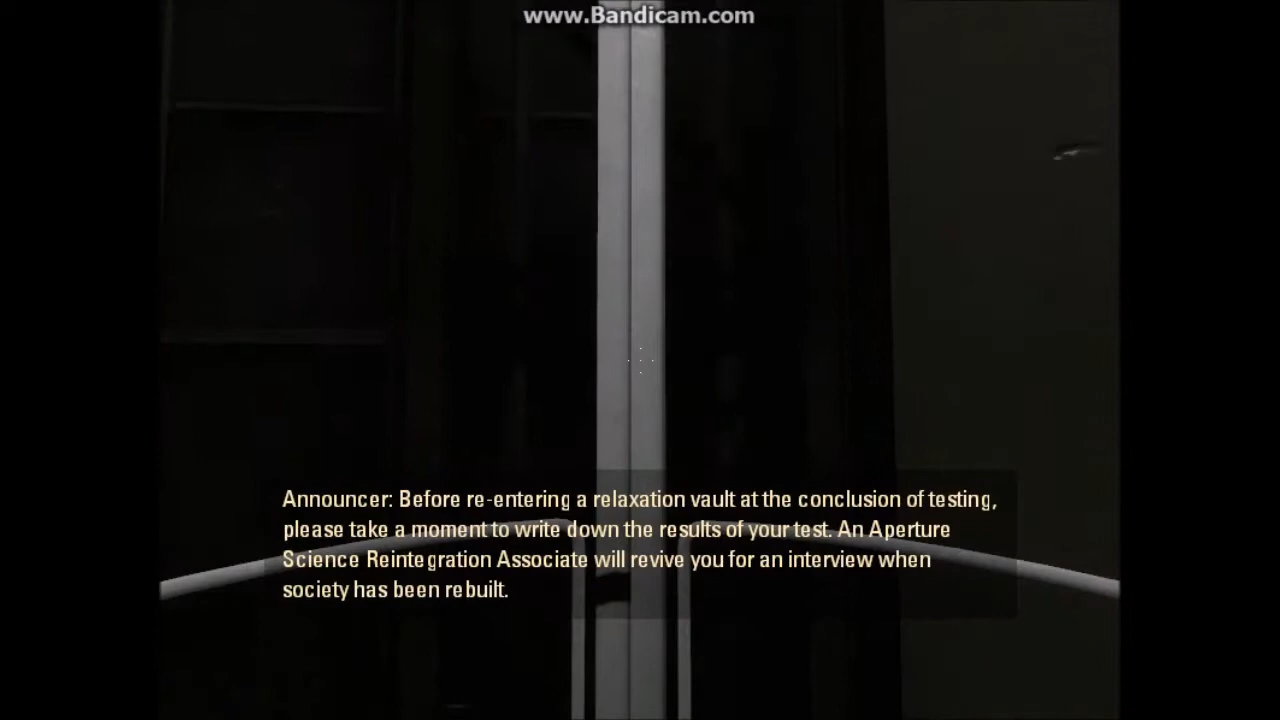 www.Bandicam.com
Announcer: Before re-entering a relaxation vault at the conclusion of testing,
please take a moment to write down the results of your test. An Aperture
Science Reintegration Associate will revive you for an interview when
society has been rebuilt.